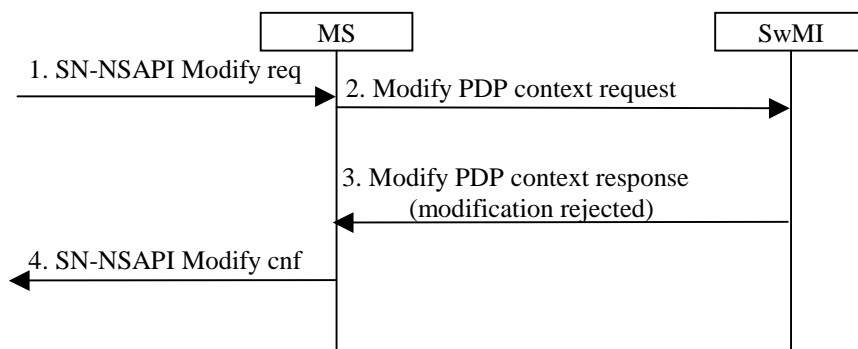 MS
SwMI
1. SN-NSAPI Modify req
2. Modify PDP context request
3. Modify PDP context response
(modification rejected)
4. SN-NSAPI Modify cnf